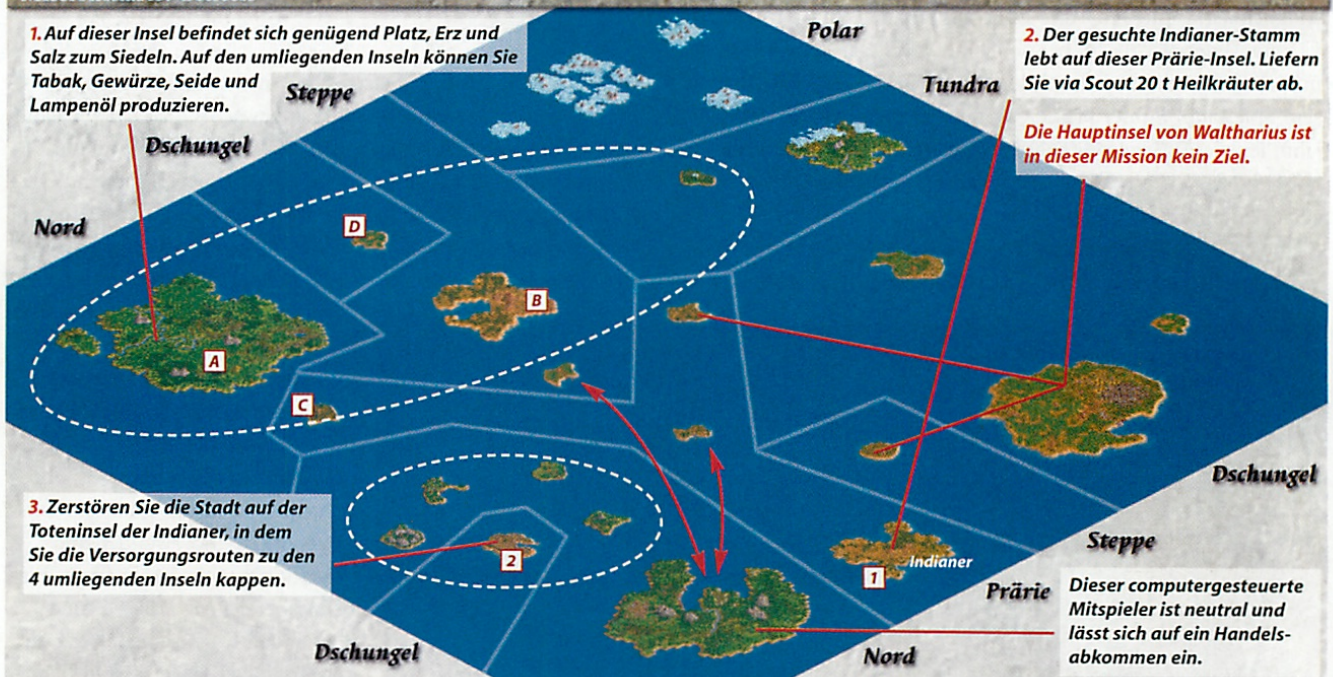 1. Auf dieser Insel befindet sich genügend Platz, Erz und
Salz zum Siedeln. Auf den umliegenden Inseln können Sie
Tabak, Gewürze, Seide und
Lampenöl produzieren.
2. Der gesuchte Indianer-Stamm
lebt auf dieser Prärie-Insel. Liefern
Sie via Scout 20 t Heilkräuter ab.
Die Hauptinsel von Waltharius ist
in dieser Mission kein Ziel.
Polar
Tundra
Steppe
Dschungel
Nord
D
B
A
C
3. Zerstören Sie die Stadt auf der
Toteninsel der Indianer, in dem
Sie die Versorgungsrouten zu den
4 umliegenden Inseln kappen.
2
1
Indianer
Dschungel
Steppe
Prärie
Nord
Dschungel
Dieser computergesteuerte
Mitspieler ist neutral und
lässt sich auf ein Handels-
abkommen ein.